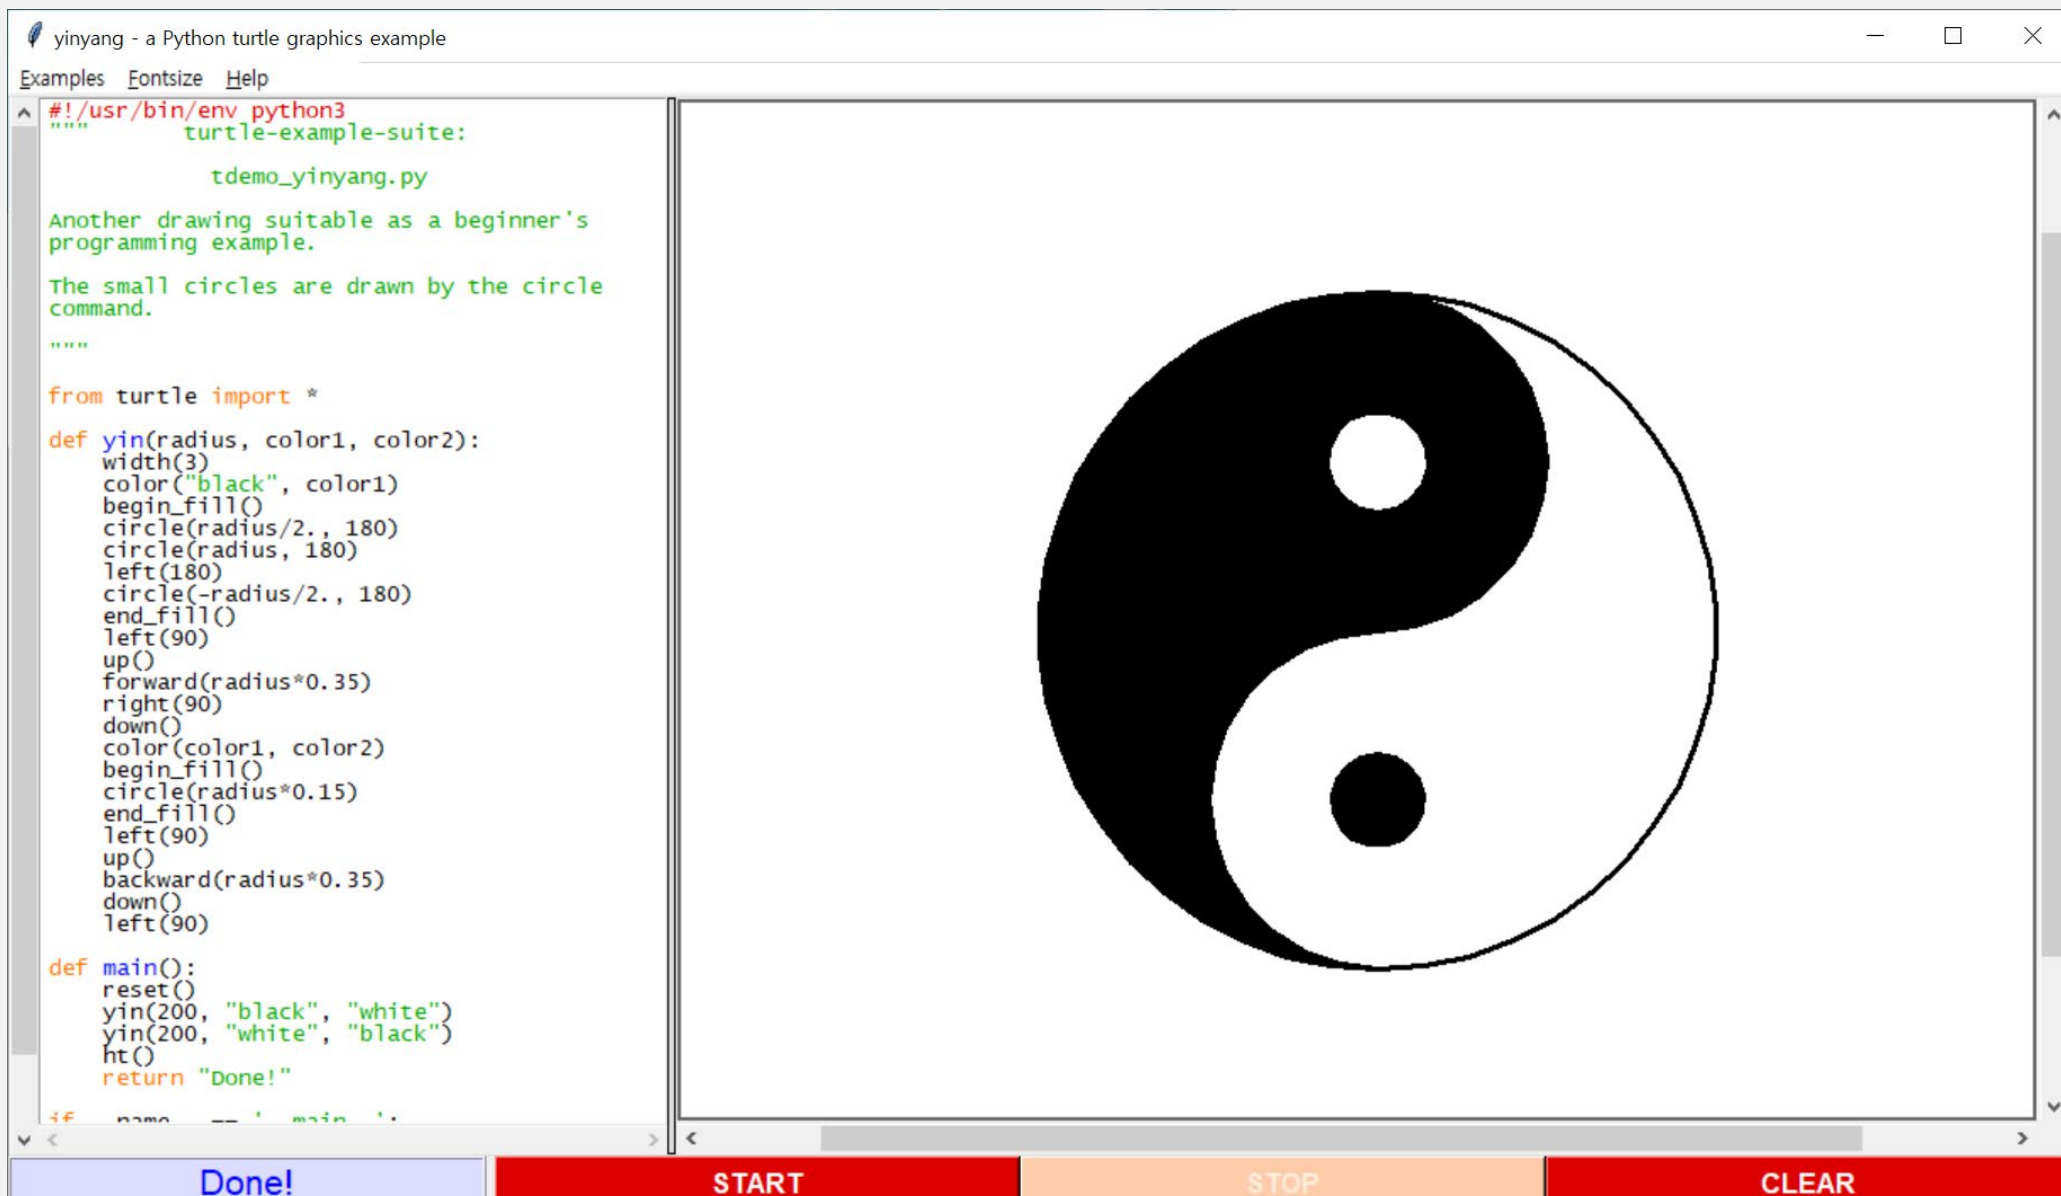 yinyang - a Python turtle graphics example
Examples Fontsize Help
#!/usr/bin/env python3
"""       turtle-example-suite:
            tdemo_yinyang.py
Another drawing suitable as a beginner's
programming example.
The small circles are drawn by the circle
command.
"""
from turtle import *
def yin(radius, color1, color2):
    width(3)
    color("black", color1)
    begin_fill()
    circle(radius/2., 180)
    circle(radius, 180)
    left(180)
    circle(-radius/2., 180)
    end_fill()
    left(90)
    up()
    forward(radius*0.35)
    right(90)
    down()
    color(color1, color2)
    begin_fill()
    circle(radius*0.15)
    end_fill()
    left(90)
    up()
    backward(radius*0.35)
    down()
    left(90)
def main():
    reset()
    yin(200, "black", "white")
    yin(200, "white", "black")
    ht()
    return "Done!"
if __name__ == '__main__':
Done! START STOP CLEAR